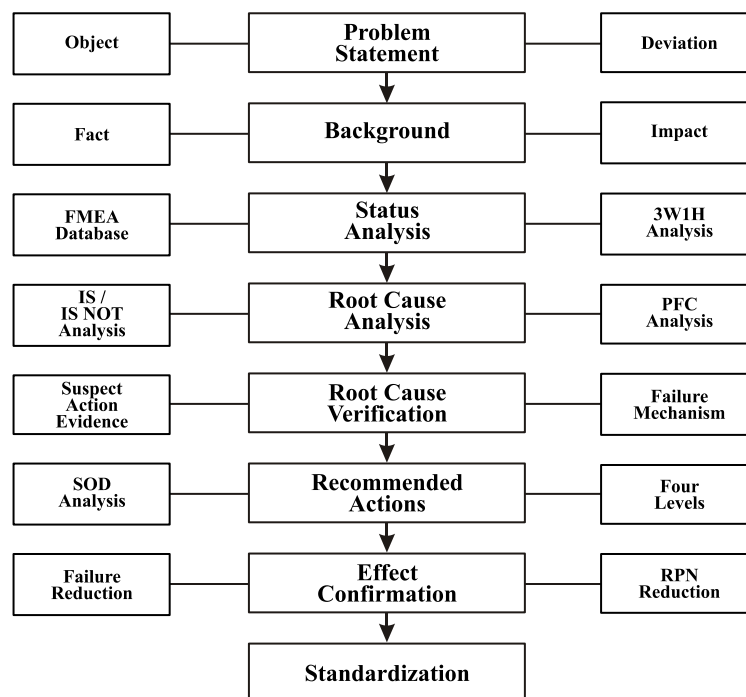 Object
Problem
Statement
Deviation
Fact
Background
Impact
FMEA
Database
Status
Analysis
3W1H
Analysis
IS /
IS NOT
Analysis
Root Cause
Analysis
PFC
Analysis
Suspect
Action
Evidence
Root Cause
Verification
Failure
Mechanism
SOD
Analysis
Recommended
Actions
Four
Levels
Failure
Reduction
Effect
Confirmation
RPN
Reduction
Standardization